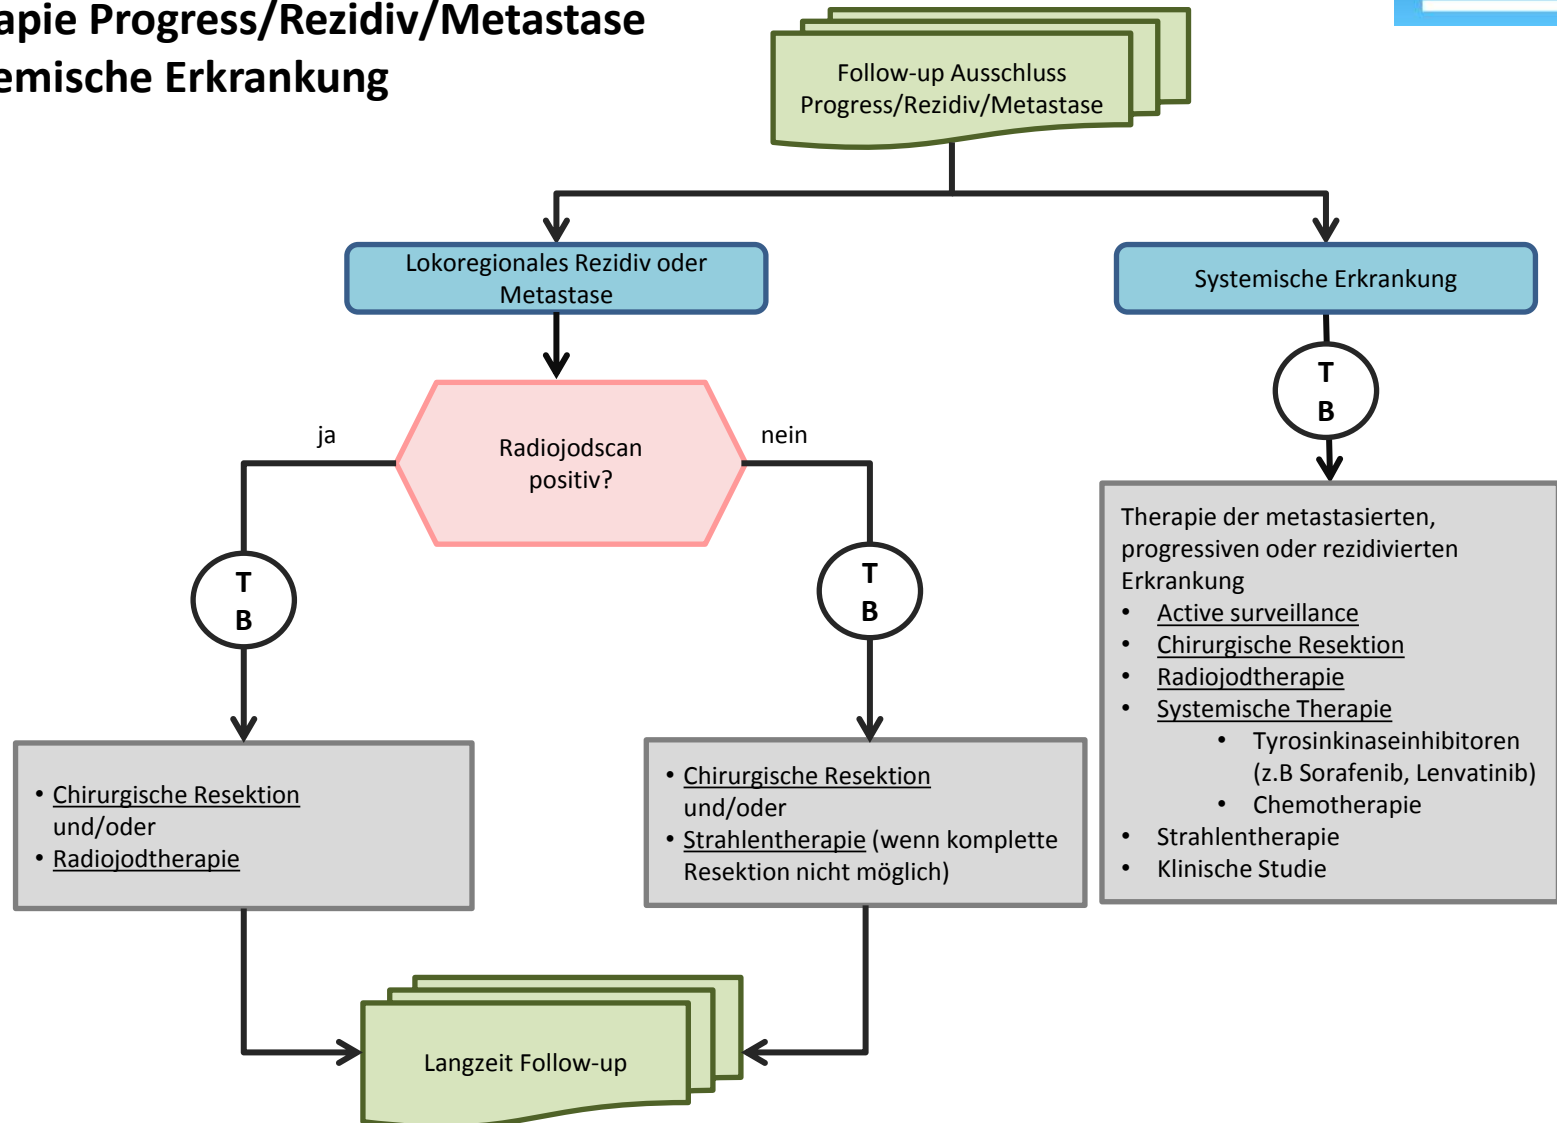 apie Progress/Rezidiv/Metastase
emische Erkrankung
Follow-up Ausschluss
Progress/Rezidiv/Metastase
Lokoregionales Rezidiv oder
Metastase
Systemische Erkrankung
T
B
ja
Radiojodscan
positiv?
nein
T
B
T
B
Therapie der metastasierten,
progressiven oder rezidivierten
Erkrankung
• Active surveillance
• Chirurgische Resektion
• Radiojodtherapie
• Systemische Therapie
• Tyrosinkinaseinhibitoren
(z.B Sorafenib, Lenvatinib)
• Chemotherapie
• Strahlentherapie
• Klinische Studie
• Chirurgische Resektion
und/oder
• Radiojodtherapie
• Chirurgische Resektion
und/oder
• Strahlentherapie (wenn komplette
Resektion nicht möglich)
Langzeit Follow-up